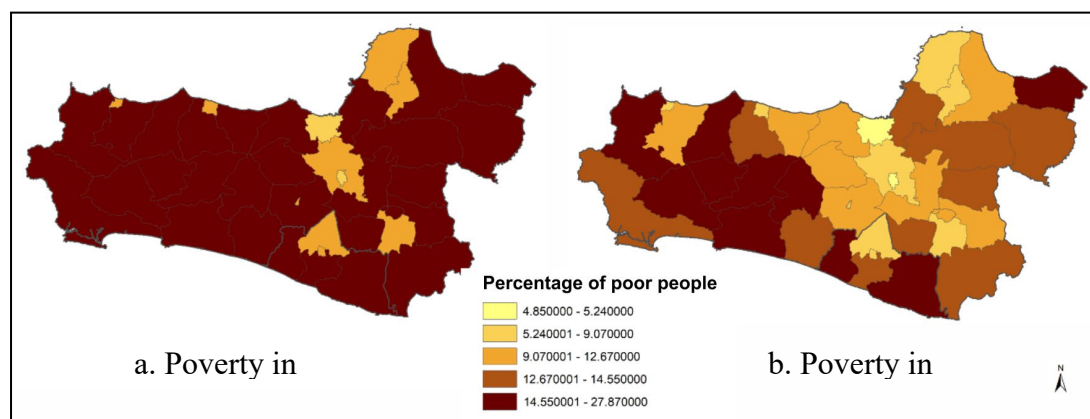 Percentage of poor people
4.850000 - 5.240000
5.240001 - 9.070000
9.070001 - 12.670000
12.670001 - 14.550000
14.550001 - 27.870000
a. Poverty in
b. Poverty in
N